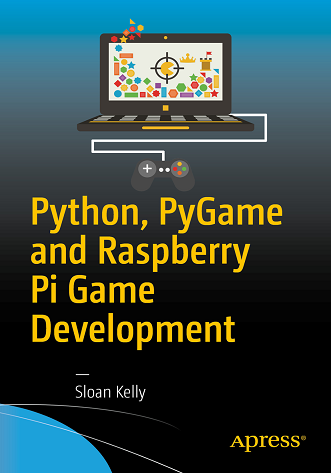 Python, PyGame
and Raspberry
Pi Game
Development
Sloan Kelly
Apress®